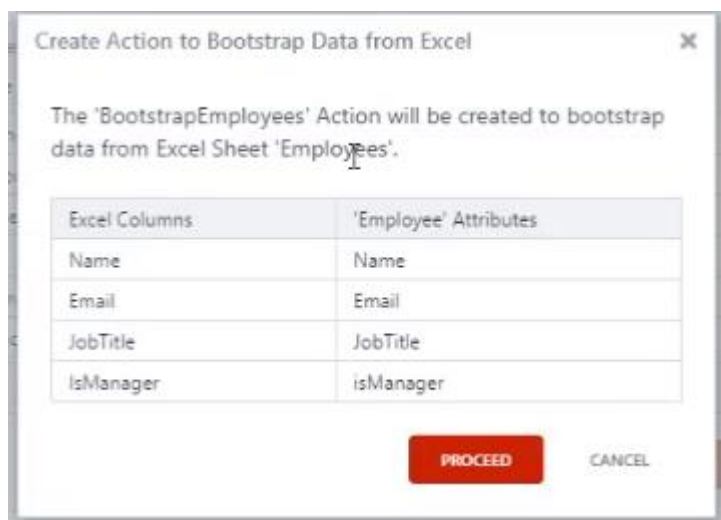 Create Action to Bootstrap Data from Excel
The 'BootstrapEmployees' Action will be created to bootstrap
data from Excel Sheet 'Employees'.
Excel Columns 'Employee' Attributes
Name Name
Email Email
JobTitle JobTitle
IsManager isManager
PROCEED CANCEL